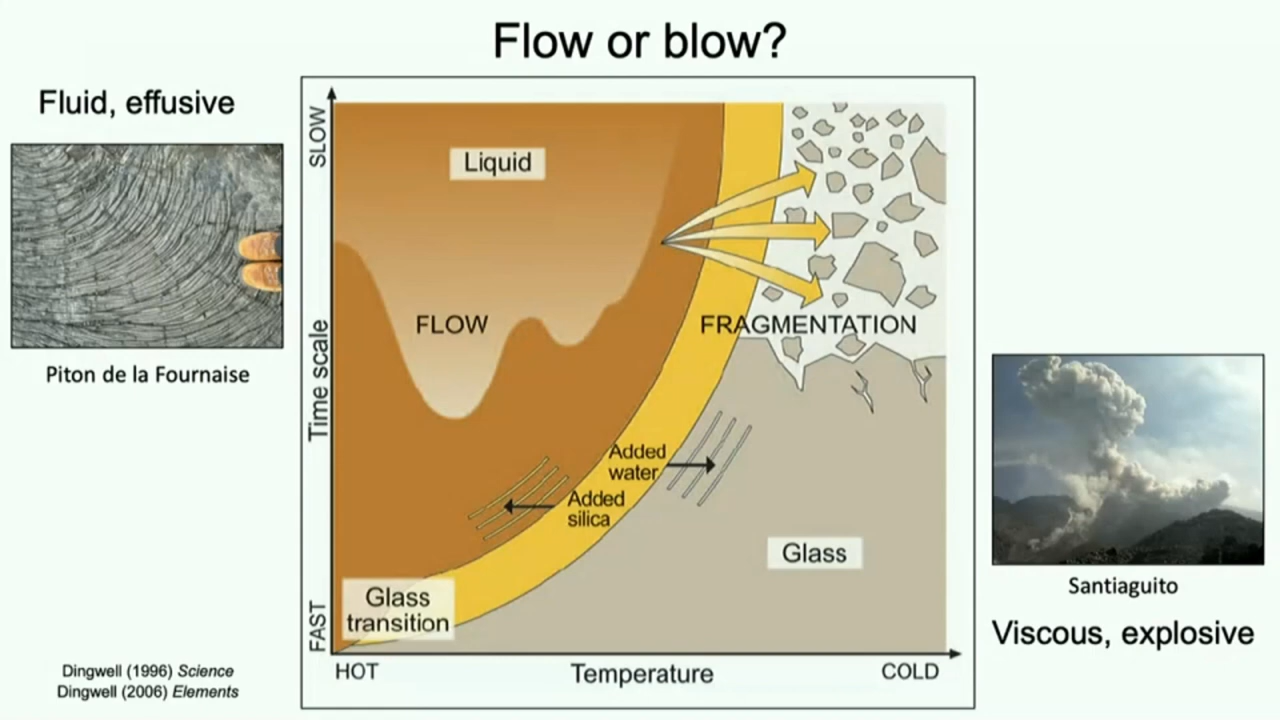 Flow or blow?
Fluid, effusive
Piton de la Fournaise
SLOW
Time scale
FAST
Liquid
FLOW
FRAGMENTATION
Added
water
Added
silica
Glass
Glass
transition
HOT
Temperature
COLD
Santiaguito
Viscous, explosive
Dingwell (1996) Science
Dingwell (2006) Elements